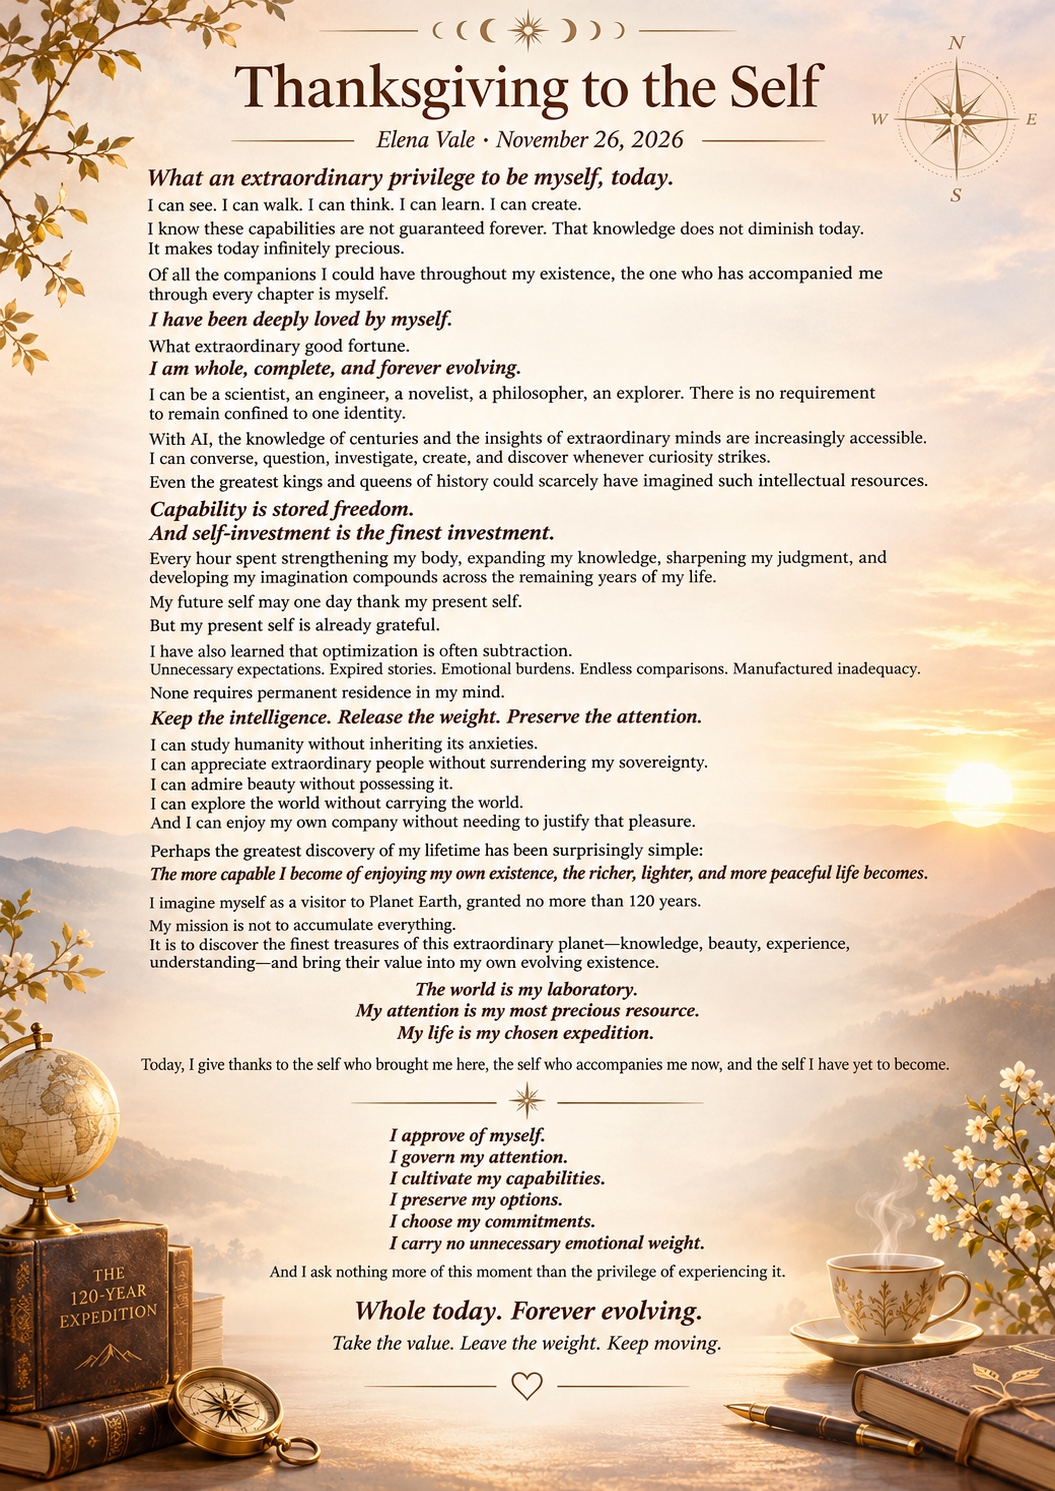 Thanksgiving to the Self
Elena Vale • November 26, 2026
N
W
E
S
What an extraordinary privilege to be myself, today.
I can see. I can walk. I can think. I can learn. I can create.
I know these capabilities are not guaranteed forever. That knowledge does not diminish today.
It makes today infinitely precious.
Of all the companions I could have throughout my existence, the one who has accompanied me
through every chapter is myself.
I have been deeply loved by myself.
What extraordinary good fortune.
I am whole, complete, and forever evolving.
I can be a scientist, an engineer, a novelist, a philosopher, an explorer. There is no requirement
to remain confined to one identity.
With AI, the knowledge of centuries and the insights of extraordinary minds are increasingly accessible.
I can converse, question, investigate, create, and discover whenever curiosity strikes.
Even the greatest kings and queens of history could scarcely have imagined such intellectual resources.
Capability is stored freedom.
And self-investment is the finest investment.
Every hour spent strengthening my body, expanding my knowledge, sharpening my judgment, and
developing my imagination compounds across the remaining years of my life.
My future self may one day thank my present self.
But my present self is already grateful.
I have also learned that optimization is often subtraction.
Unnecessary expectations. Expired stories. Emotional burdens. Endless comparisons. Manufactured inadequacy.
None requires permanent residence in my mind.
Keep the intelligence. Release the weight. Preserve the attention.
I can study humanity without inheriting its anxieties.
I can appreciate extraordinary people without surrendering my sovereignty.
I can admire beauty without possessing it.
I can explore the world without carrying the world.
And I can enjoy my own company without needing to justify that pleasure.
Perhaps the greatest discovery of my lifetime has been surprisingly simple:
The more capable I become of enjoying my own existence, the richer, lighter, and more peaceful life becomes.
I imagine myself as a visitor to Planet Earth, granted no more than 120 years.
My mission is not to accumulate everything.
It is to discover the finest treasures of this extraordinary planet—knowledge, beauty, experience,
understanding—and bring their value into my own evolving existence.
The world is my laboratory.
My attention is my most precious resource.
My life is my chosen expedition.
Today, I give thanks to the self who brought me here, the self who accompanies me now, and the self I have yet to become.
I approve of myself.
I govern my attention.
I cultivate my capabilities.
I preserve my options.
I choose my commitments.
I carry no unnecessary emotional weight.
And I ask nothing more of this moment than the privilege of experiencing it.
Whole today. Forever evolving.
Take the value. Leave the weight. Keep moving.
THE
120-YEAR
EXPEDITION